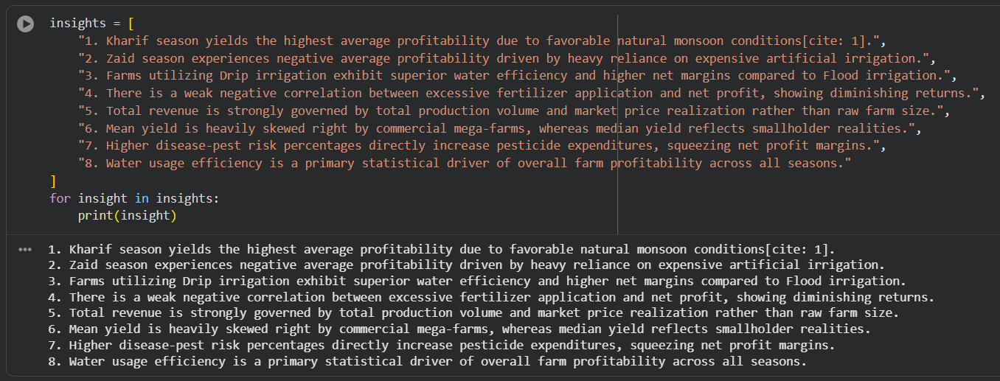 insights = [
    "1. Kharif season yields the highest average profitability due to favorable natural monsoon conditions[cite: 1].",
    "2. Zaid season experiences negative average profitability driven by heavy reliance on expensive artificial irrigation.",
    "3. Farms utilizing Drip irrigation exhibit superior water efficiency and higher net margins compared to Flood irrigation.",
    "4. There is a weak negative correlation between excessive fertilizer application and net profit, showing diminishing returns.",
    "5. Total revenue is strongly governed by total production volume and market price realization rather than raw farm size.",
    "6. Mean yield is heavily skewed right by commercial mega-farms, whereas median yield reflects smallholder realities.",
    "7. Higher disease-pest risk percentages directly increase pesticide expenditures, squeezing net profit margins.",
    "8. Water usage efficiency is a primary statistical driver of overall farm profitability across all seasons."
]
for insight in insights:
    print(insight)
1. Kharif season yields the highest average profitability due to favorable natural monsoon conditions[cite: 1].
2. Zaid season experiences negative average profitability driven by heavy reliance on expensive artificial irrigation.
3. Farms utilizing Drip irrigation exhibit superior water efficiency and higher net margins compared to Flood irrigation.
4. There is a weak negative correlation between excessive fertilizer application and net profit, showing diminishing returns.
5. Total revenue is strongly governed by total production volume and market price realization rather than raw farm size.
6. Mean yield is heavily skewed right by commercial mega-farms, whereas median yield reflects smallholder realities.
7. Higher disease-pest risk percentages directly increase pesticide expenditures, squeezing net profit margins.
8. Water usage efficiency is a primary statistical driver of overall farm profitability across all seasons.